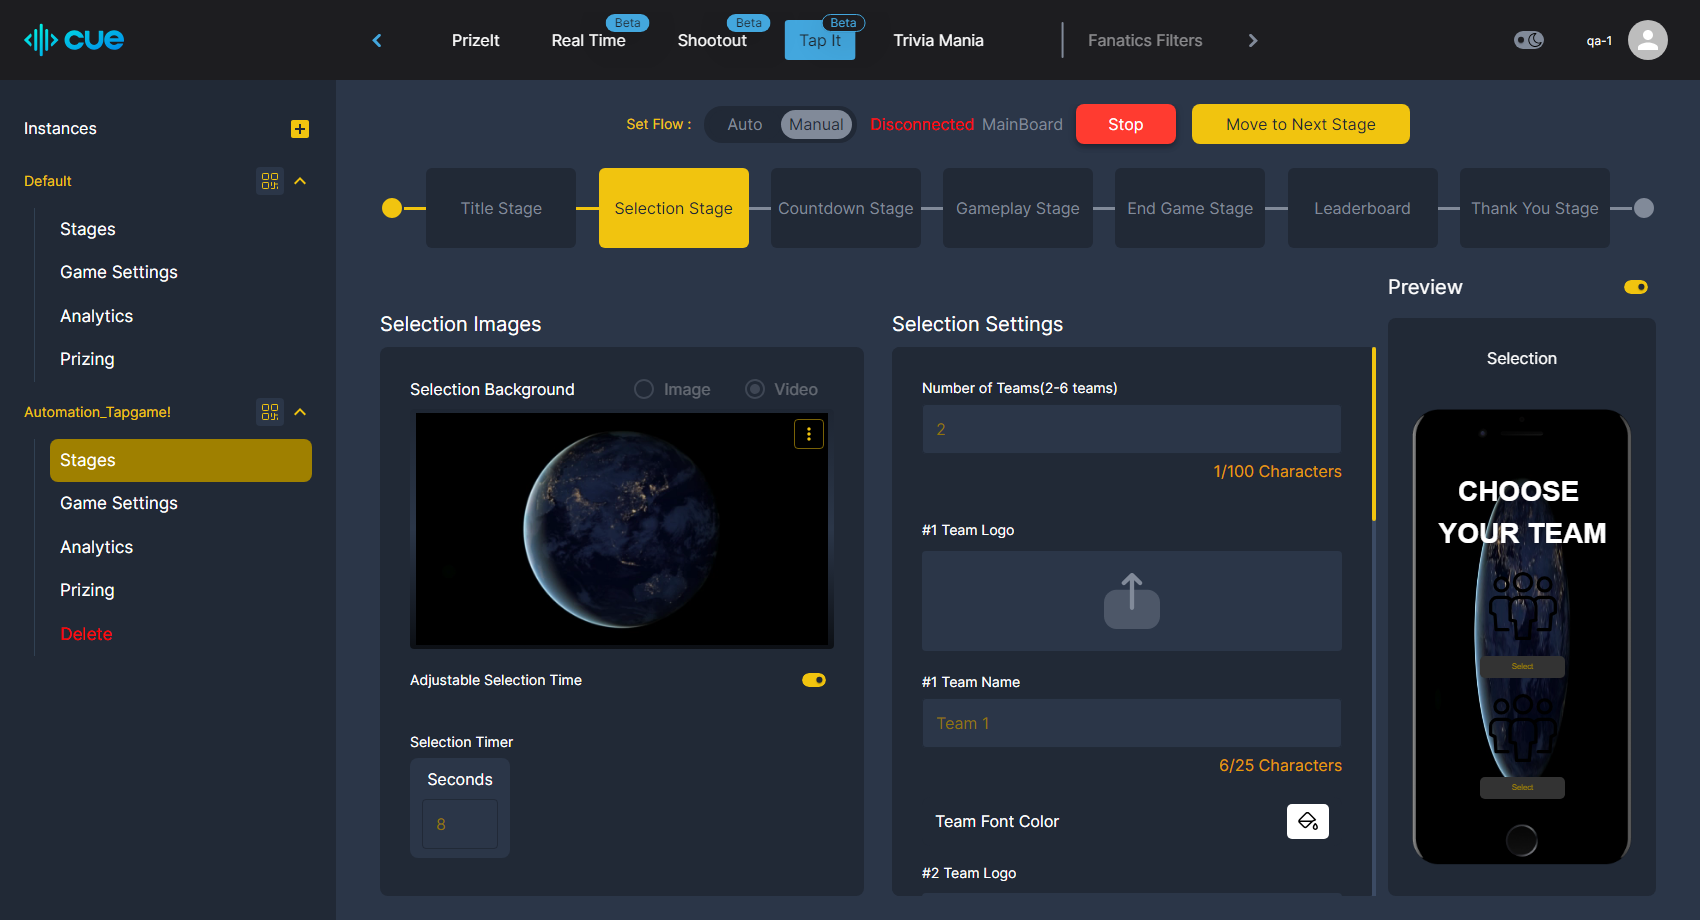 cue
PrizeIt
Real Time
Beta
Shootout
Beta
Tap It
Beta
Trivia Mania
Fanatics Filters
qa-1
Instances
Default
Stages
Game Settings
Analytics
Prizing
Automation_Tapgame!
Stages
Game Settings
Analytics
Prizing
Delete
Set Flow :
Auto
Manual
Disconnected MainBoard
Stop
Move to Next Stage
Title Stage
Selection Stage
Countdown Stage
Gameplay Stage
End Game Stage
Leaderboard
Thank You Stage
Selection Images
Selection Background
Image
Video
Adjustable Selection Time
Selection Timer
Seconds
8
Selection Settings
Number of Teams(2-6 teams)
2
1/100 Characters
#1 Team Logo
#1 Team Name
Team 1
6/25 Characters
Team Font Color
#2 Team Logo
Preview
Selection
CHOOSE
YOUR TEAM
Select
Select